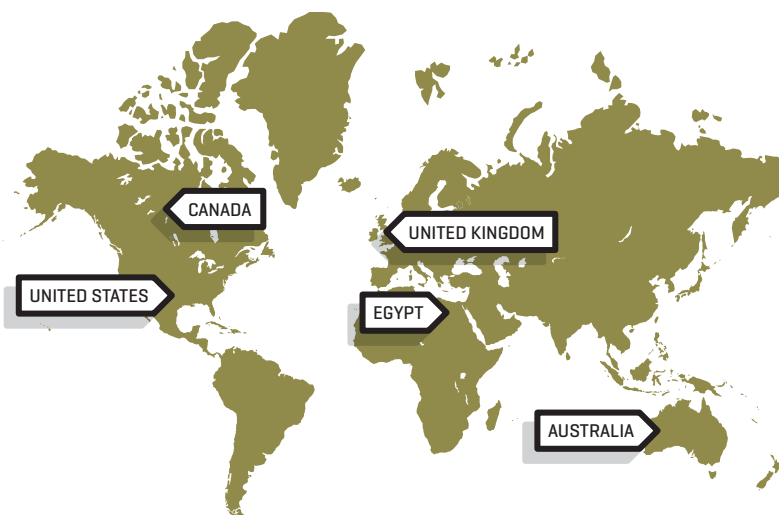 CANADA
UNITED KINGDOM
UNITED STATES
EGYPT
AUSTRALIA